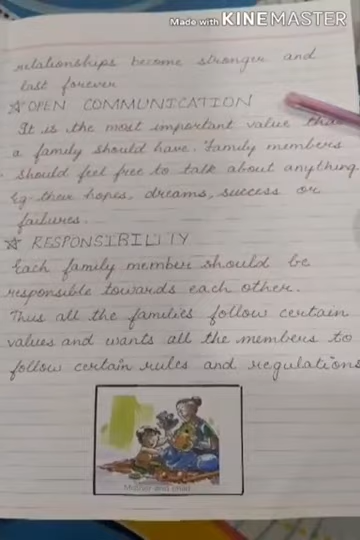 Made with KINEMASTER
relationships become stronger and
last forever
☆ OPEN COMMUNICATION
It is the most important value that
a family should have. Family members
should feel free to talk about anything.
Eg- their hopes, dreams, success or
failures.
☆ RESPONSIBILITY
Each family member should be
responsible towards each other.
Thus all the families follow certain
values and wants all the members to
follow certain rules and regulations
Mother and child